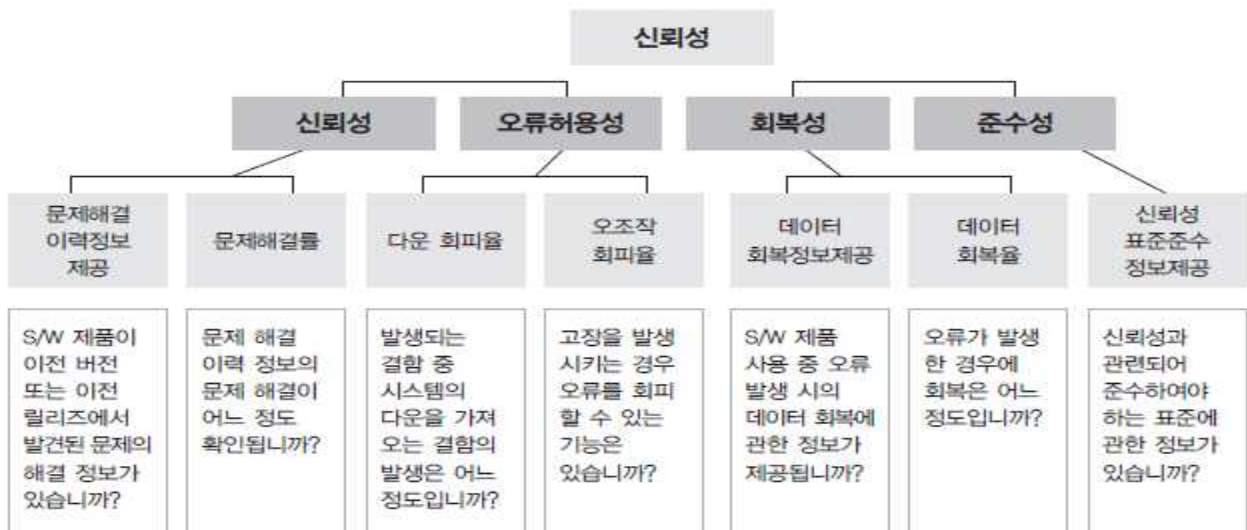 신뢰성
신뢰성
오류허용성
회복성
준수성
문제해결
이력정보
제공
문제해결률
다운 회피율
오조작
회피율
데이터
회복정보제공
데이터
회복율
신뢰성
표준준수
정보제공
S/W 제품이
이전 버전
또는 이전
릴리즈에서
발견된 문제의
해결 정보가
있습니까?
문제 해결
이력 정보의
문제 해결이
어느 정도
확인됩니까?
발생되는
결함 중
시스템의
다운을 가져
오는 결함의
발생은 어느
정도입니까?
고장을 발생
시키는 경우
오류를 회피
할 수 있는
기능은
있습니까?
S/W 제품
사용 중 오류
발생 시의
데이터 회복에
관한 정보가
제공됩니까?
오류가 발생
한 경우에
회복은 어느
정도입니까?
신뢰성과
관련되어
준수하여야
하는 표준에
관한 정보가
있습니까?